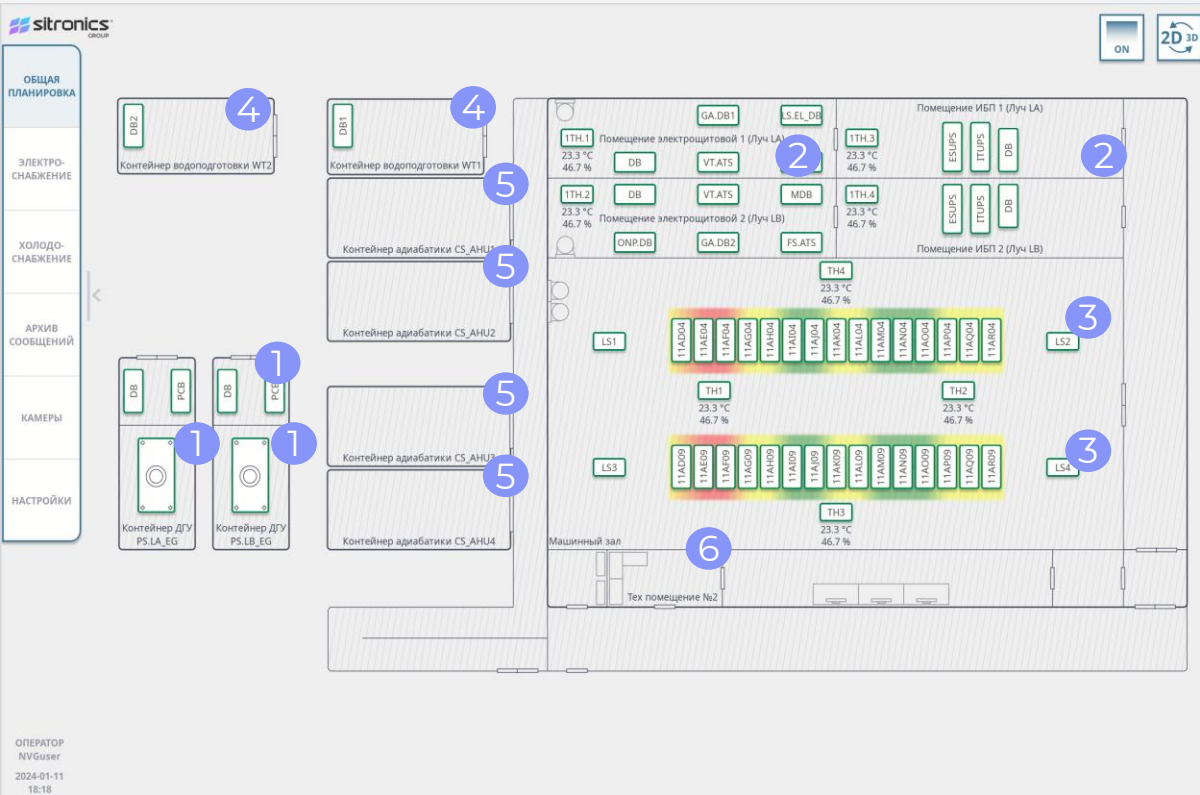 sitronics
GROUP
ON
2D 3D
ОБЩАЯ
ПЛАНИРОВКА
ЭЛЕКТРО-
СНАБЖЕНИЕ
ХОЛОДО-
СНАБЖЕНИЕ
АРХИВ
СООБЩЕНИЙ
КАМЕРЫ
НАСТРОЙКИ
ОПЕРАТОР
NVGuser
2024-01-11
18:18
DB2
4
Контейнер водоподготовки WT2
DB1
4
Контейнер водоподготовки WT1
5
Контейнер адиабатики CS_AHU1
5
Контейнер адиабатики CS_AHU2
5
Контейнер адиабатики CS_AHU3
5
Контейнер адиабатики CS_AHU4
DB PCB
1
Контейнер ДГУ
PS.LA_EG
DB PCB
1
1
Контейнер ДГУ
PS.LB_EG
GA.DB1 LS.EL_DB
1TH.1 Помещение электрощитовой 1 (Луч LA)
23.3 °C
46.7 %
DB VT.ATS
2
1TH.2 DB VT.ATS MDB
23.3 °C
46.7 %
Помещение электрощитовой 2 (Луч LB)
ONP.DB GA.DB2 FS.ATS
Помещение ИБП 1 (Луч LA)
1TH.3
23.3 °C
46.7 %
ESUPS ITUPS DB
2
1TH.4
23.3 °C
46.7 %
ESUPS ITUPS DB
Помещение ИБП 2 (Луч LB)
TH4
23.3 °C
46.7 %
LS1
11AD04 11AE04 11AF04 11AG04 11AH04 11AI04 11AJ04 11AK04 11AL04 11AM04 11AN04 11AO04 11AP04 11AQ04 11AR04
LS2
3
TH1
23.3 °C
46.7 %
TH2
23.3 °C
46.7 %
LS3
11AD09 11AE09 11AF09 11AG09 11AH09 11AI09 11AJ09 11AK09 11AL09 11AM09 11AN09 11AO09 11AP09 11AQ09 11AR09
LS4
3
TH3
23.3 °C
46.7 %
Машинный зал
6
Тех помещение №2